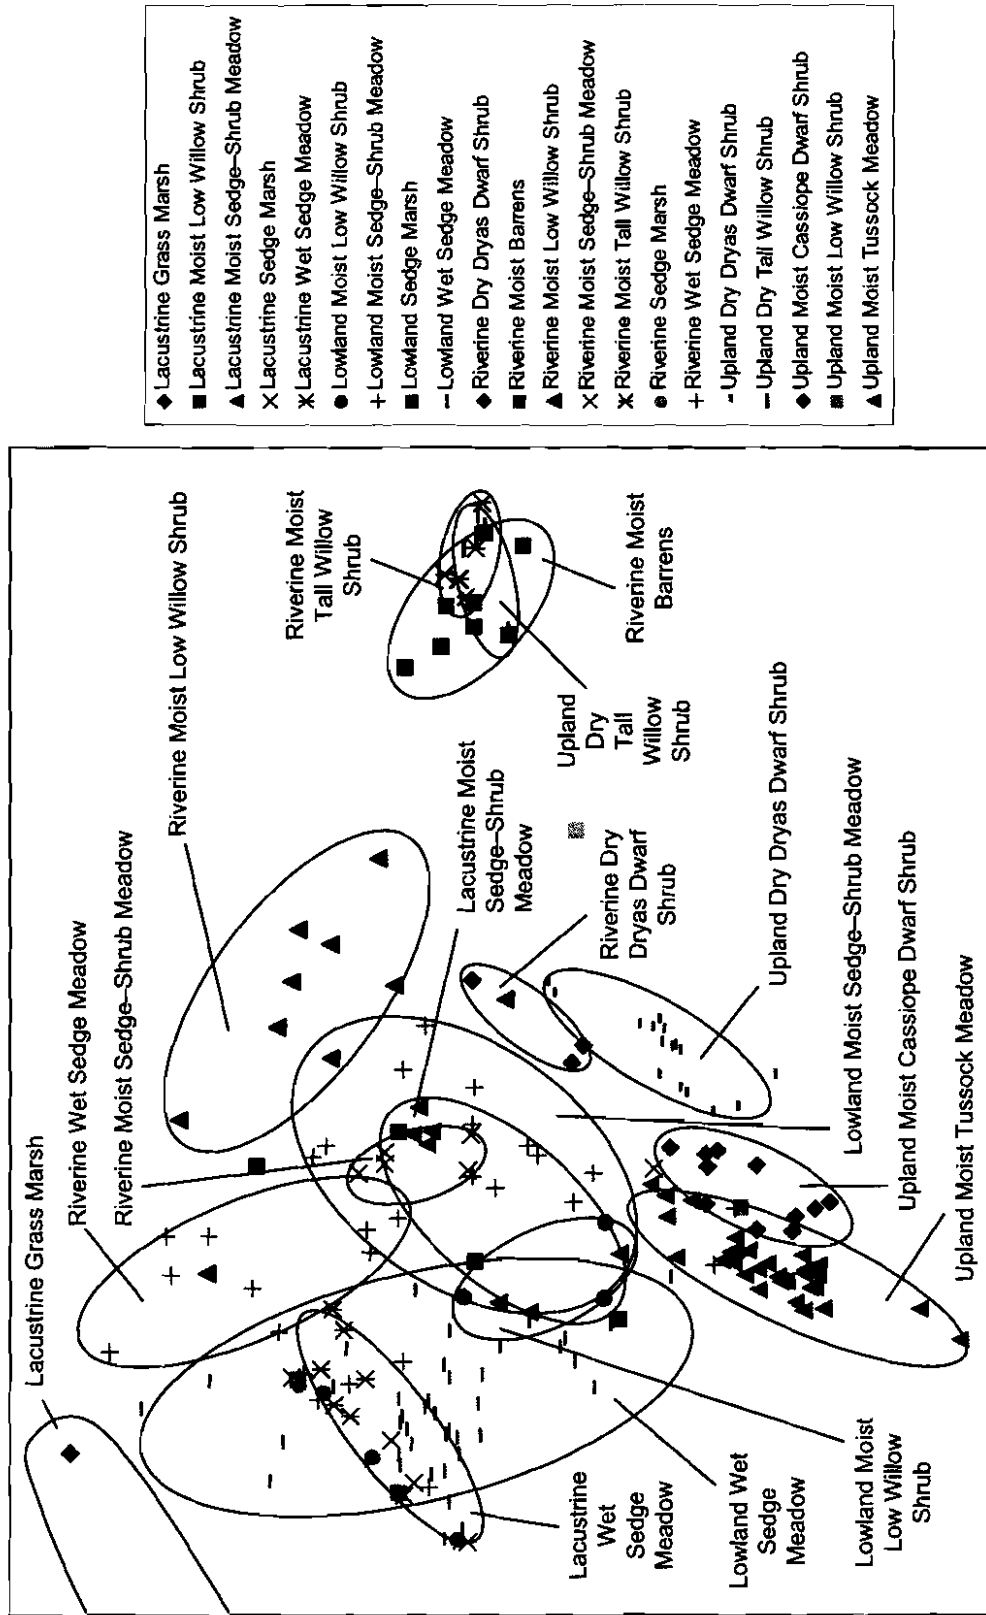 Lacustrine Grass Marsh
Riverine Wet Sedge Meadow
Riverine Moist Sedge–Shrub Meadow
Riverine Moist Low Willow Shrub
Riverine Moist
Tall Willow
Shrub
Lacustrine Moist
Sedge–Shrub
Meadow
Upland
Dry
Tall
Willow
Shrub
Riverine Moist
Barrens
Riverine Dry
Dryas Dwarf
Shrub
Upland Dry Dryas Dwarf Shrub
Lowland Moist Sedge–Shrub Meadow
Upland Moist Cassiope Dwarf Shrub
Upland Moist Tussock Meadow
Lacustrine
Wet
Sedge
Meadow
Lowland Wet
Sedge
Meadow
Lowland Moist
Low Willow
Shrub
Lacustrine Grass Marsh
Lacustrine Moist Low Willow Shrub
Lacustrine Moist Sedge–Shrub Meadow
Lacustrine Sedge Marsh
Lacustrine Wet Sedge Meadow
Lowland Moist Low Willow Shrub
Lowland Moist Sedge–Shrub Meadow
Lowland Sedge Marsh
Lowland Wet Sedge Meadow
Riverine Dry Dryas Dwarf Shrub
Riverine Moist Barrens
Riverine Moist Low Willow Shrub
Riverine Moist Sedge–Shrub Meadow
Riverine Moist Tall Willow Shrub
Riverine Sedge Marsh
Riverine Wet Sedge Meadow
Upland Dry Dryas Dwarf Shrub
Upland Dry Tall Willow Shrub
Upland Moist Cassiope Dwarf Shrub
Upland Moist Low Willow Shrub
Upland Moist Tussock Meadow